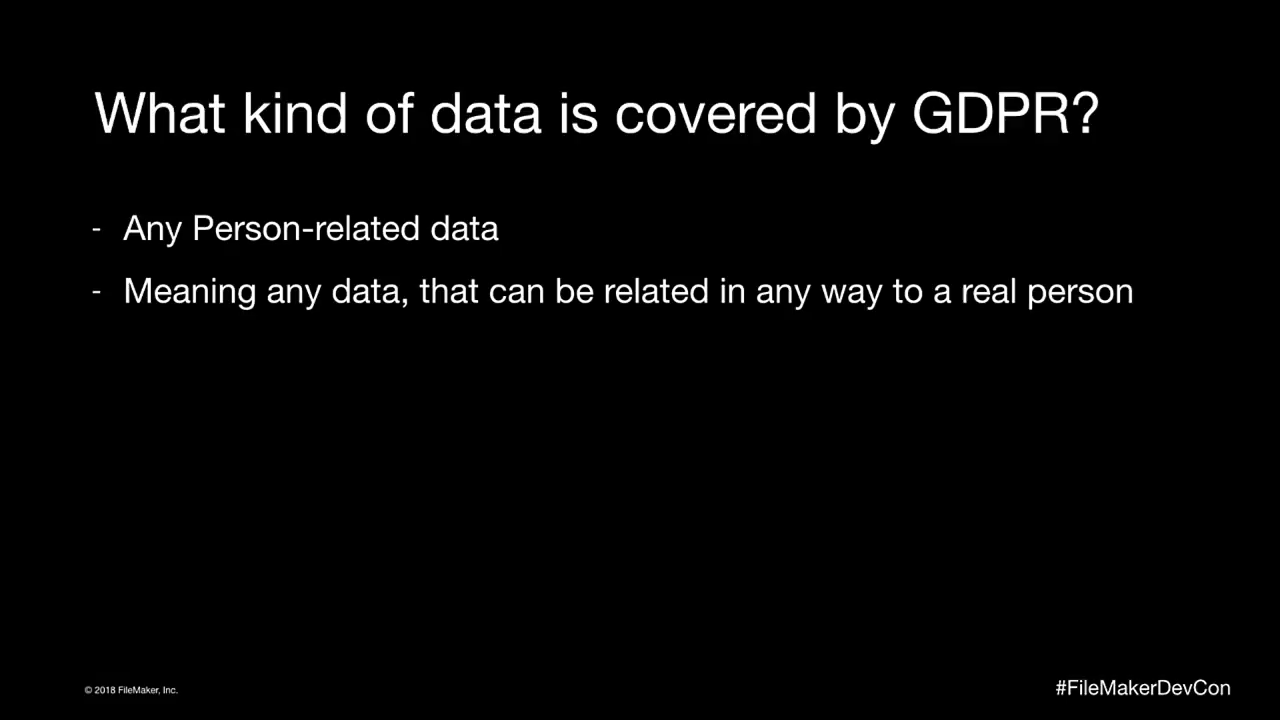 What kind of data is covered by GDPR?
- Any Person-related data
- Meaning any data, that can be related in any way to a real person
© 2018 FileMaker, Inc.
#FileMakerDevCon